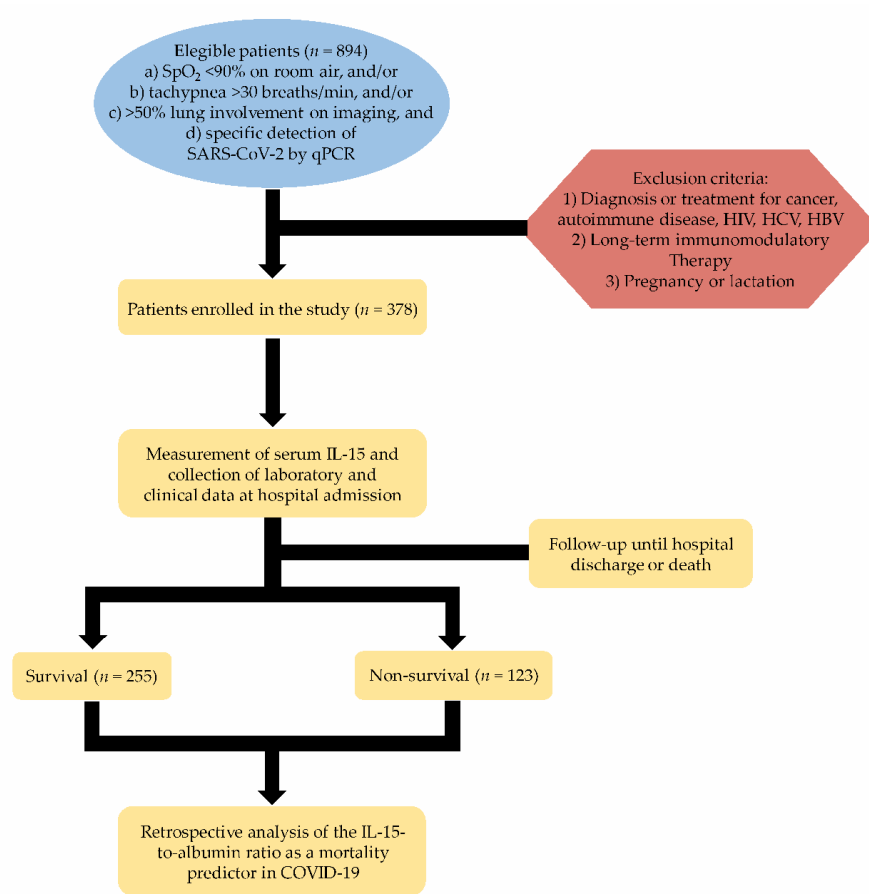 Elegible patients (n = 894)
a) SpO₂ <90% on room air, and/or
b) tachypnea >30 breaths/min, and/or
c) >50% lung involvement on imaging, and
d) specific detection of
SARS-CoV-2 by qPCR
Exclusion criteria:
1) Diagnosis or treatment for cancer,
autoimmune disease, HIV, HCV, HBV
2) Long-term immunomodulatory
Therapy
3) Pregnancy or lactation
Patients enrolled in the study (n = 378)
Measurement of serum IL-15 and
collection of laboratory and
clinical data at hospital admission
Follow-up until hospital
discharge or death
Survival (n = 255)
Non-survival (n = 123)
Retrospective analysis of the IL-15-
to-albumin ratio as a mortality
predictor in COVID-19